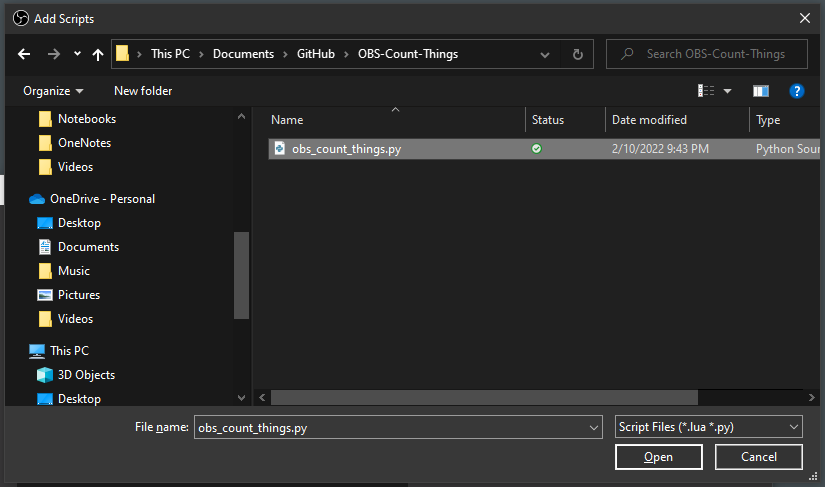 Add Scripts
This PC > Documents > GitHub > OBS-Count-Things
Search OBS-Count-Things
Organize
New folder
?
Notebooks
OneNotes
Videos
OneDrive - Personal
Desktop
Documents
Music
Pictures
Videos
This PC
3D Objects
Desktop
Name Status Date modified Type
obs_count_things.py 2/10/2022 9:43 PM Python Sour
File name: obs_count_things.py
Script Files (*.lua *.py)
Open Cancel